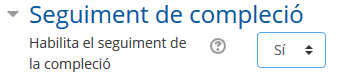 Seguiment de compleció
Habilita el seguiment de
la compleció
Sí